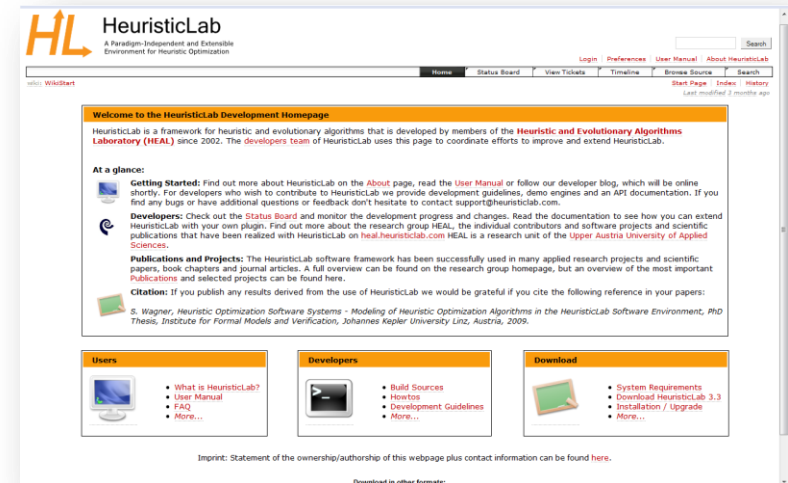 HL HeuristicLab
A Paradigm-Independent and Extensible
Environment for Heuristic Optimization
Search
Login Preferences User Manual About HeuristicLab
Home Status Board View Tickets Timeline Browse Source Search
wiki: WikiStart
Start Page Index History
Last modified 3 months ago
Welcome to the HeuristicLab Development Homepage
HeuristicLab is a framework for heuristic and evolutionary algorithms that is developed by members of the Heuristic and Evolutionary Algorithms
Laboratory (HEAL) since 2002. The developers team of HeuristicLab uses this page to coordinate efforts to improve and extend HeuristicLab.
At a glance:
Getting Started: Find out more about HeuristicLab on the About page, read the User Manual or follow our developer blog, which will be online
shortly. For developers who wish to contribute to HeuristicLab we provide development guidelines, demo engines and an API documentation. If you
find any bugs or have additional questions or feedback don't hesitate to contact support@heuristiclab.com.
Developers: Check out the Status Board and monitor the development progress and changes. Read the documentation to see how you can extend
HeuristicLab with your own plugin. Find out more about the research group HEAL, the individual contributors and software projects and scientific
publications that have been realized with HeuristicLab on heal.heuristiclab.com HEAL is a research unit of the Upper Austria University of Applied
Sciences.
Publications and Projects: The HeuristicLab software framework has been successfully used in many applied research projects and scientific
papers, book chapters and journal articles. A full overview can be found on the research group homepage, but an overview of the most important
Publications and selected projects can be found here.
Citation: If you publish any results derived from the use of HeuristicLab we would be grateful if you cite the following reference in your papers:
S. Wagner, Heuristic Optimization Software Systems - Modeling of Heuristic Optimization Algorithms in the HeuristicLab Software Environment, PhD
Thesis, Institute for Formal Models and Verification, Johannes Kepler University Linz, Austria, 2009.
Users
What is HeuristicLab?
User Manual
FAQ
More...
Developers
Build Sources
Howtos
Development Guidelines
More...
Download
System Requirements
Download HeuristicLab 3.3
Installation / Upgrade
More...
Imprint: Statement of the ownership/authorship of this webpage plus contact information can be found here.
Download in other formats: